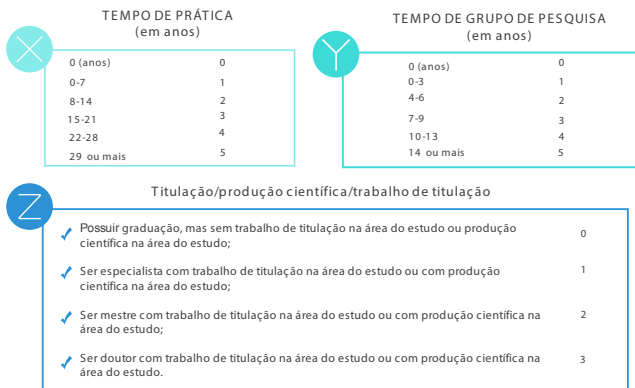 X
TEMPO DE PRÁTICA
(em anos)
0 (anos) 0
0-7 1
8-14 2
15-21 3
22-28 4
29 ou mais 5
Y
TEMPO DE GRUPO DE PESQUISA
(em anos)
0 (anos) 0
0-3 1
4-6 2
7-9 3
10-13 4
14 ou mais 5
Z
Titulação/produção científica/trabalho de titulação
Possuir graduação, mas sem trabalho de titulação na área do estudo ou produção 0
científica na área do estudo;
Ser especialista com trabalho de titulação na área do estudo ou com produção 1
científica na área do estudo;
Ser mestre com trabalho de titulação na área do estudo ou com produção científica na 2
área do estudo;
Ser doutor com trabalho de titulação na área do estudo ou com produção científica na 3
área do estudo.